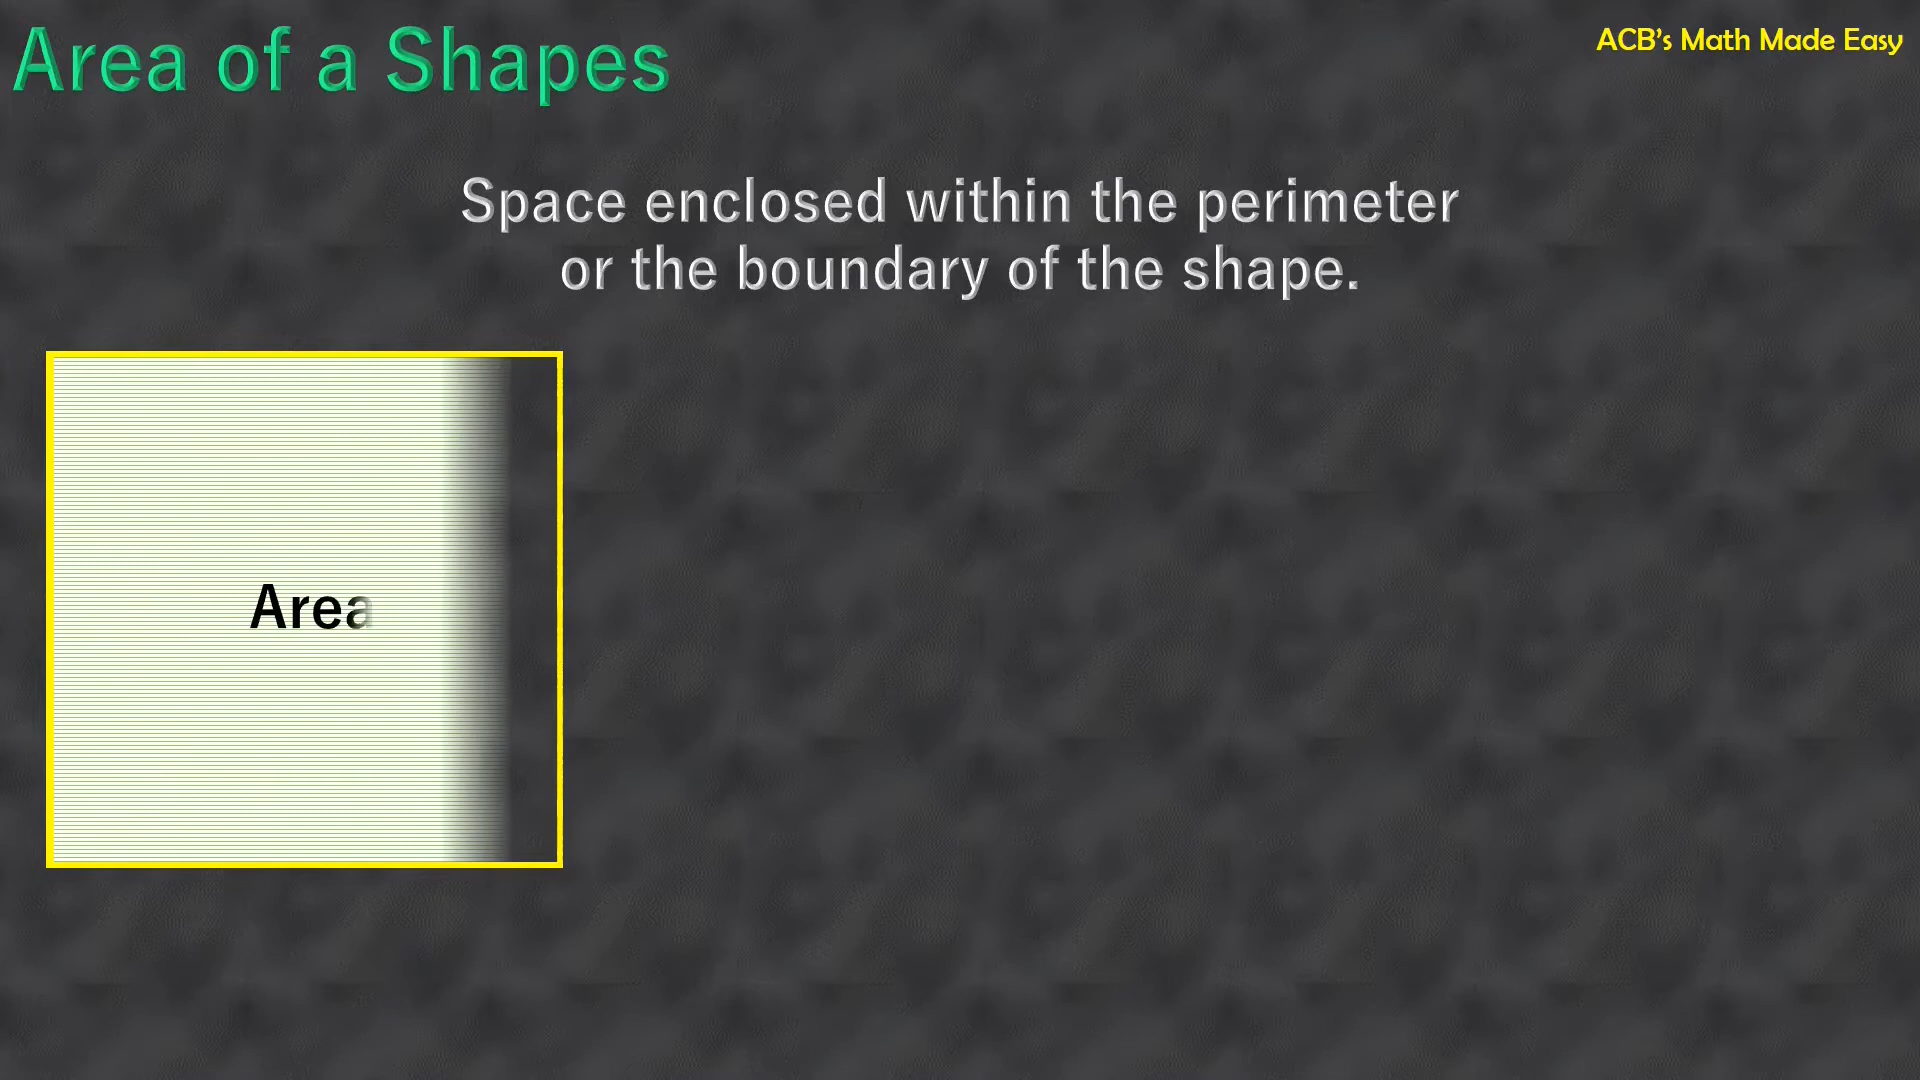 Area of a Shapes
ACB's Math Made Easy
Space enclosed within the perimeter
or the boundary of the shape.
Area